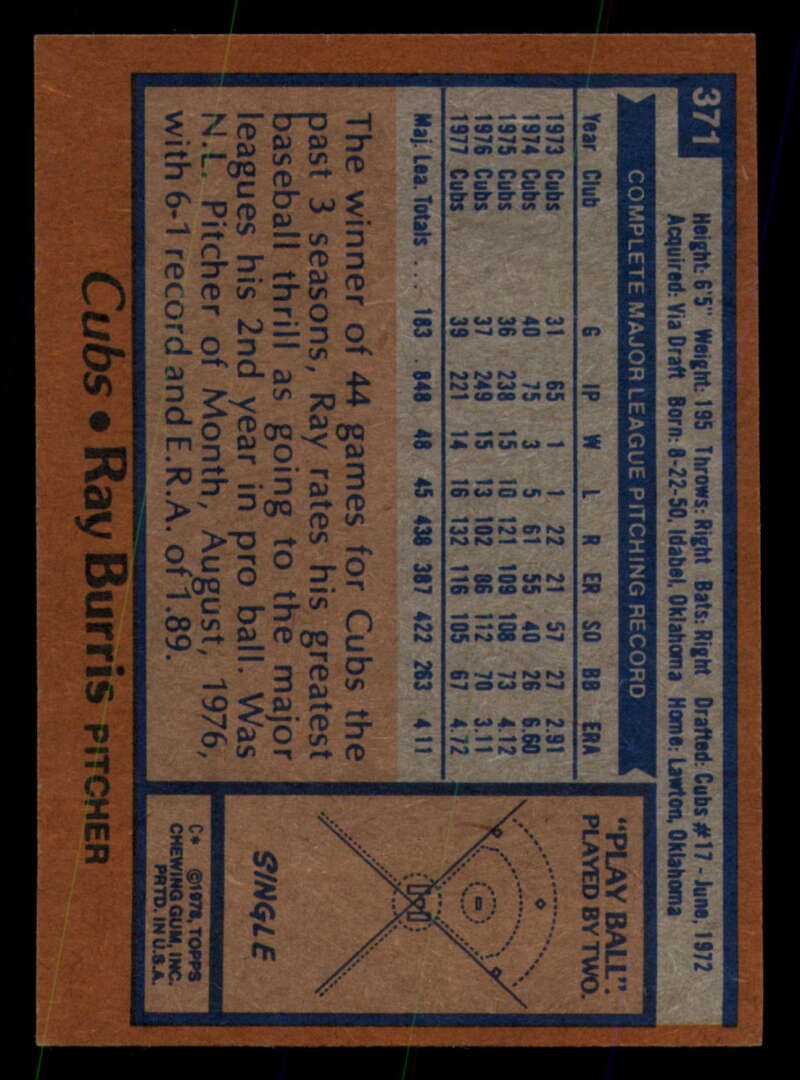 371
Height: 6'5" Weight: 195 Throws: Right Bats: Right Drafted: Cubs #17 - June, 1972
Acquired: Via Draft Born: 8-22-50, Idabel, Oklahoma Home: Lawton, Oklahoma
COMPLETE MAJOR LEAGUE PITCHING RECORD
Year Club G IP W L R ER SO BB ERA
1973 Cubs 31 65 1 1 22 21 57 27 2.91
1974 Cubs 40 75 3 5 61 55 40 26 6.60
1975 Cubs 36 238 15 10 121 109 108 73 4.12
1976 Cubs 37 249 15 13 102 86 112 70 3.11
1977 Cubs 39 221 14 16 132 116 105 67 4.72
Maj. Lea. Totals ... 183 848 48 45 438 387 422 263 4.11
The winner of 44 games for Cubs the
past 3 seasons, Ray rates his greatest
baseball thrill as going to the major
leagues his 2nd year in pro ball. Was
N.L. Pitcher of Month, August, 1976,
with 6-1 record and E.R.A. of 1.89.
"PLAY BALL":
PLAYED BY TWO.
SINGLE
C* ©1978, TOPPS
CHEWING GUM, INC.
PRTD. IN U.S.A.
Cubs • Ray Burris PITCHER